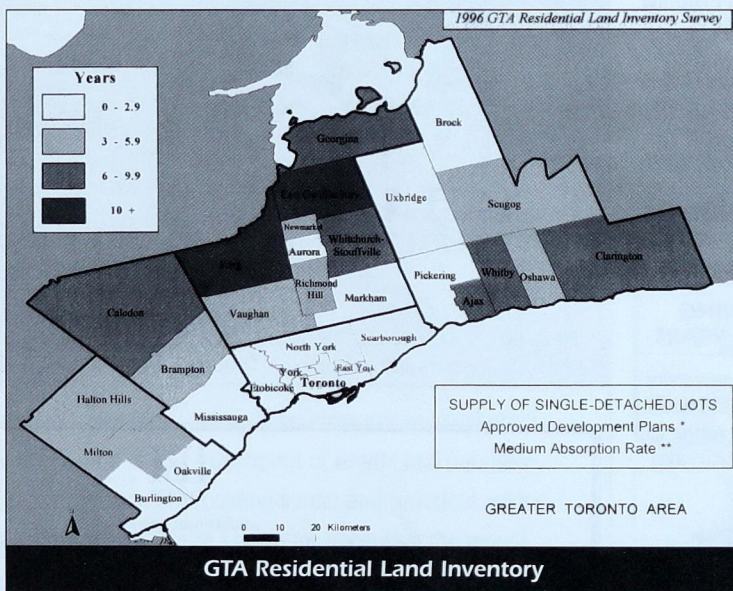 1996 GTA Residential Land Inventory Survey
Years
0 - 2.9
3 - 5.9
6 - 9.9
10 +
Brock
Georgina
East Gwillimbury
Uxbridge
Scugog
Newmarket
Whitchurch-
Stouffville
Aurora
King
Richmond
Hill
Markham
Pickering
Whitby
Oshawa
Clarington
Ajax
Caledon
Vaughan
Brampton
North York
Scarborough
York
East York
Etobicoke
Toronto
Halton Hills
Mississauga
Milton
Oakville
Burlington
SUPPLY OF SINGLE-DETACHED LOTS
Approved Development Plans *
Medium Absorption Rate **
GREATER TORONTO AREA
0 10 20 Kilometers
GTA Residential Land Inventory